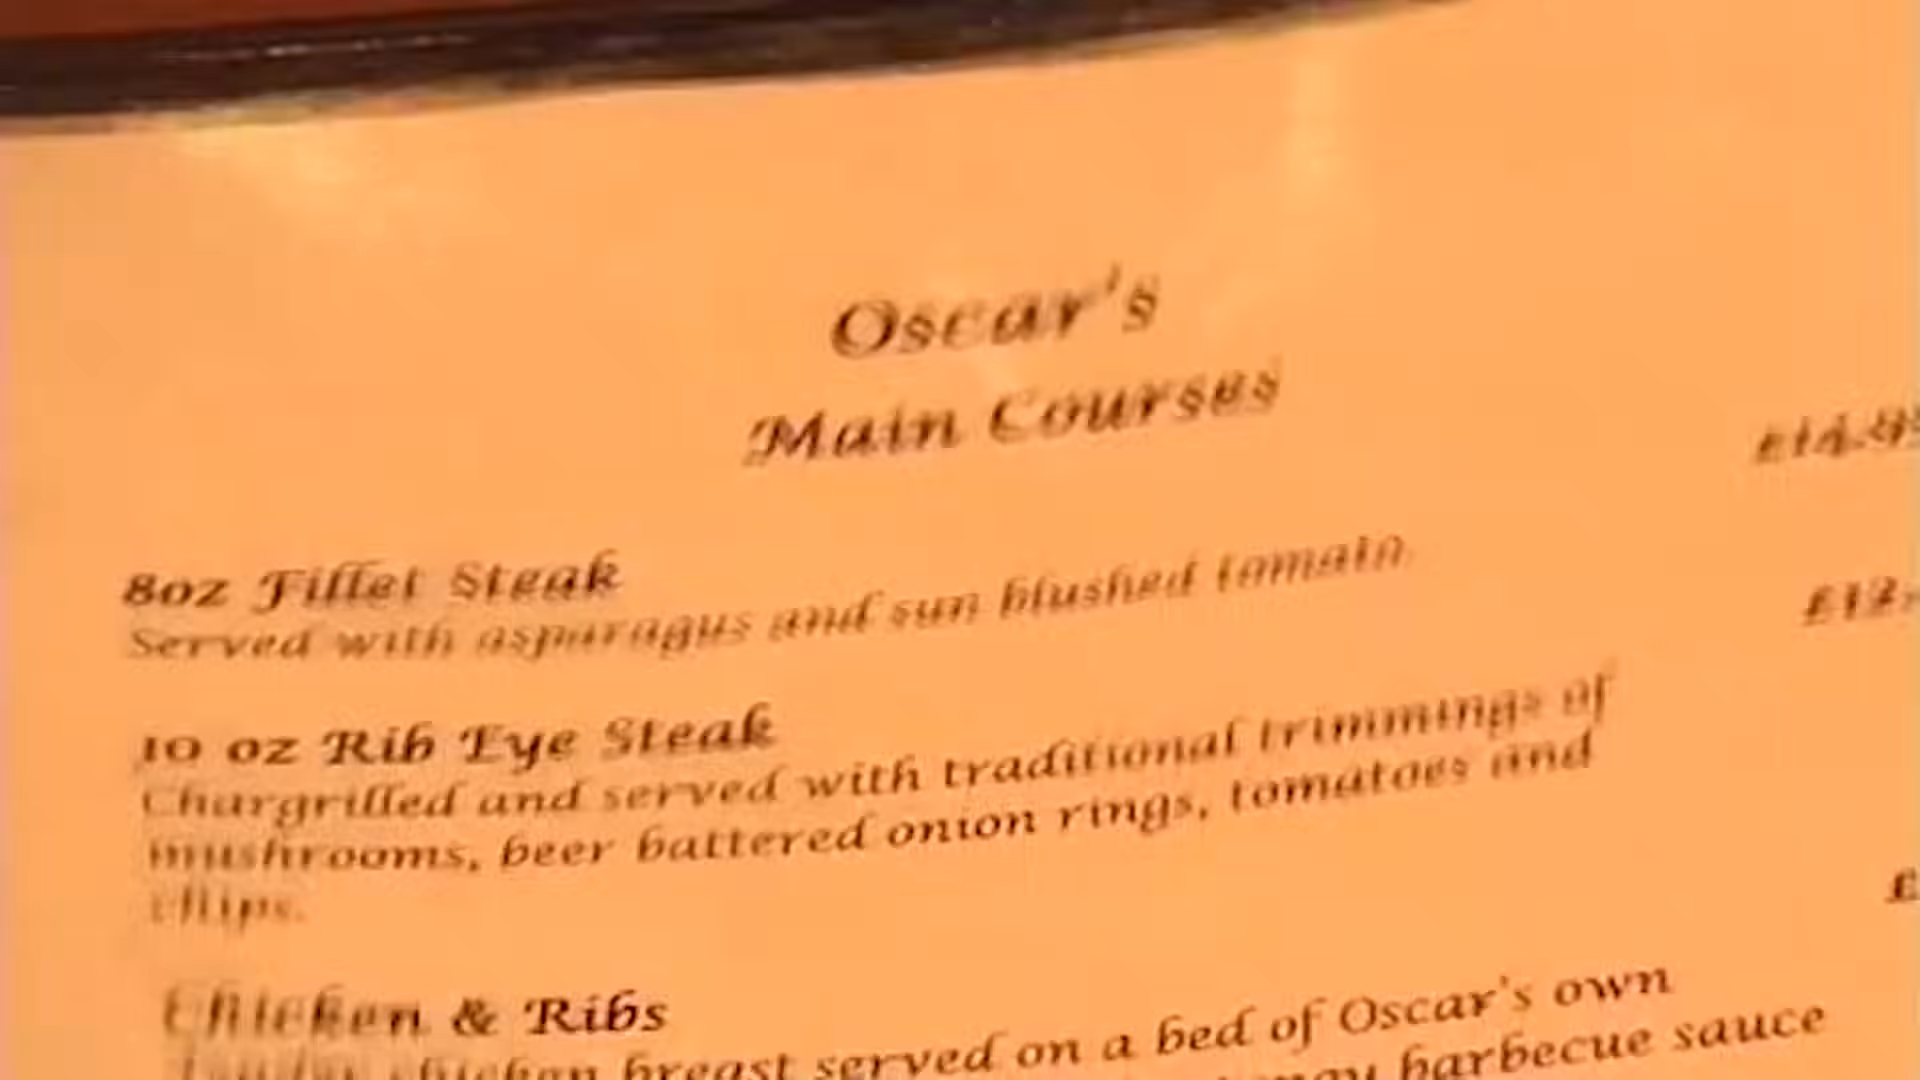 Oscar's
Main Courses
8oz Fillet Steak
Served with asparagus and sun blushed tomato.
10 oz Rib Eye Steak
Chargrilled and served with traditional trimmings of
mushrooms, beer battered onion rings, tomatoes and
chips.
£
Chicken & Ribs
Tender chicken breast served on a bed of Oscar's own
barbecue sauce